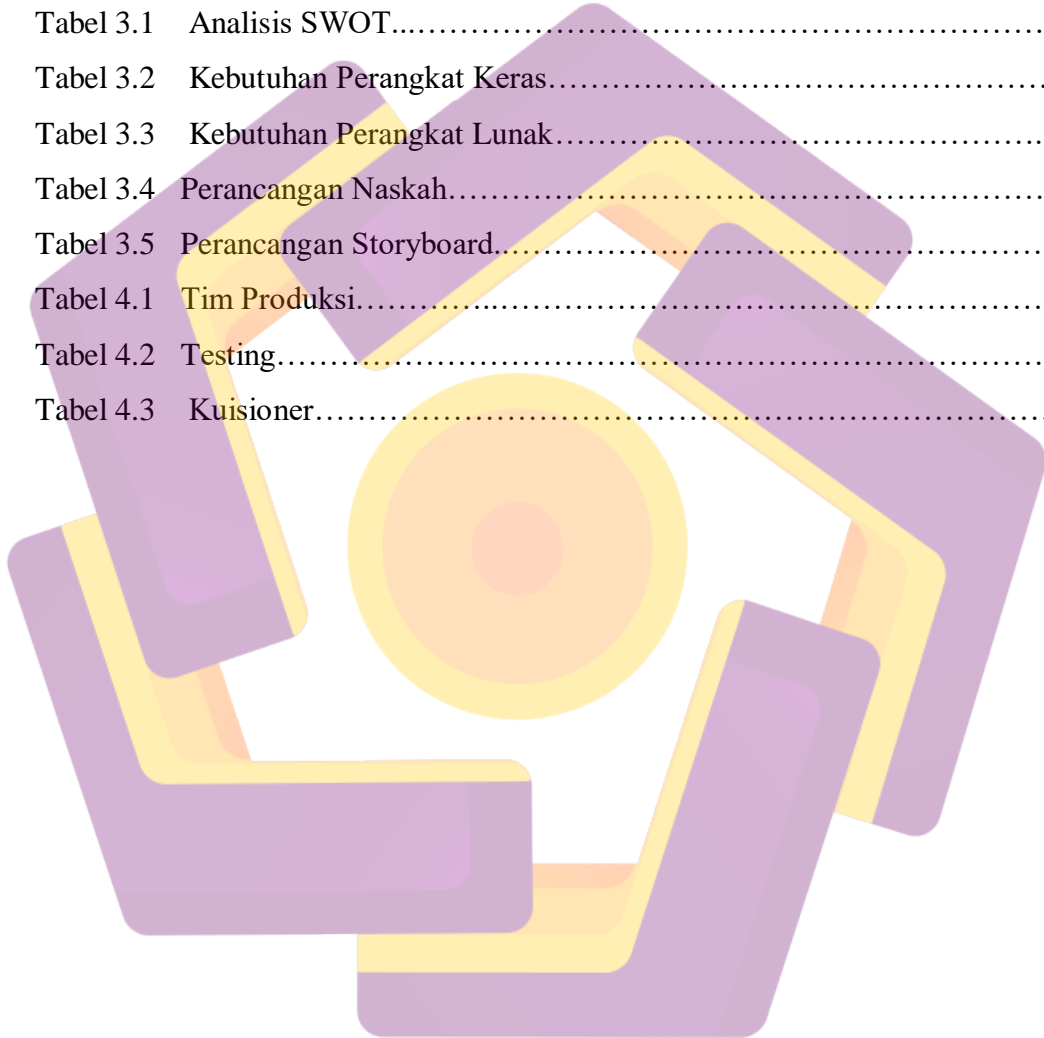 Tabel 3.1 Analisis SWOT...……………………………………………………
Tabel 3.2 Kebutuhan Perangkat Keras………………………………………
Tabel 3.3 Kebutuhan Perangkat Lunak………………………………………
Tabel 3.4 Perancangan Naskah…………………………………………………
Tabel 3.5 Perancangan Storyboard.……………………………………………
Tabel 4.1 Tim Produksi…………………………………………………………
Tabel 4.2 Testing…………………………………………………………………
Tabel 4.3 Kuisioner………………………………………………………………